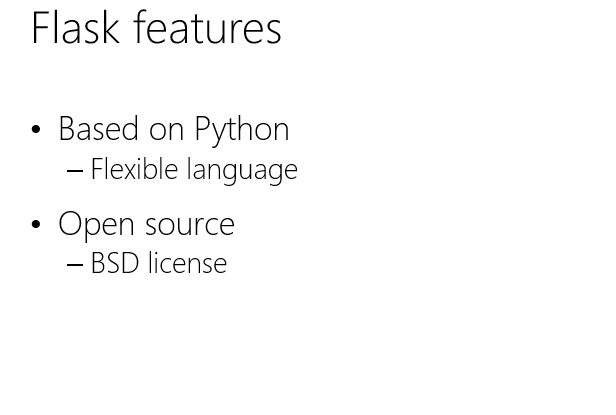 Flask features
• Based on Python
– Flexible language
• Open source
– BSD license